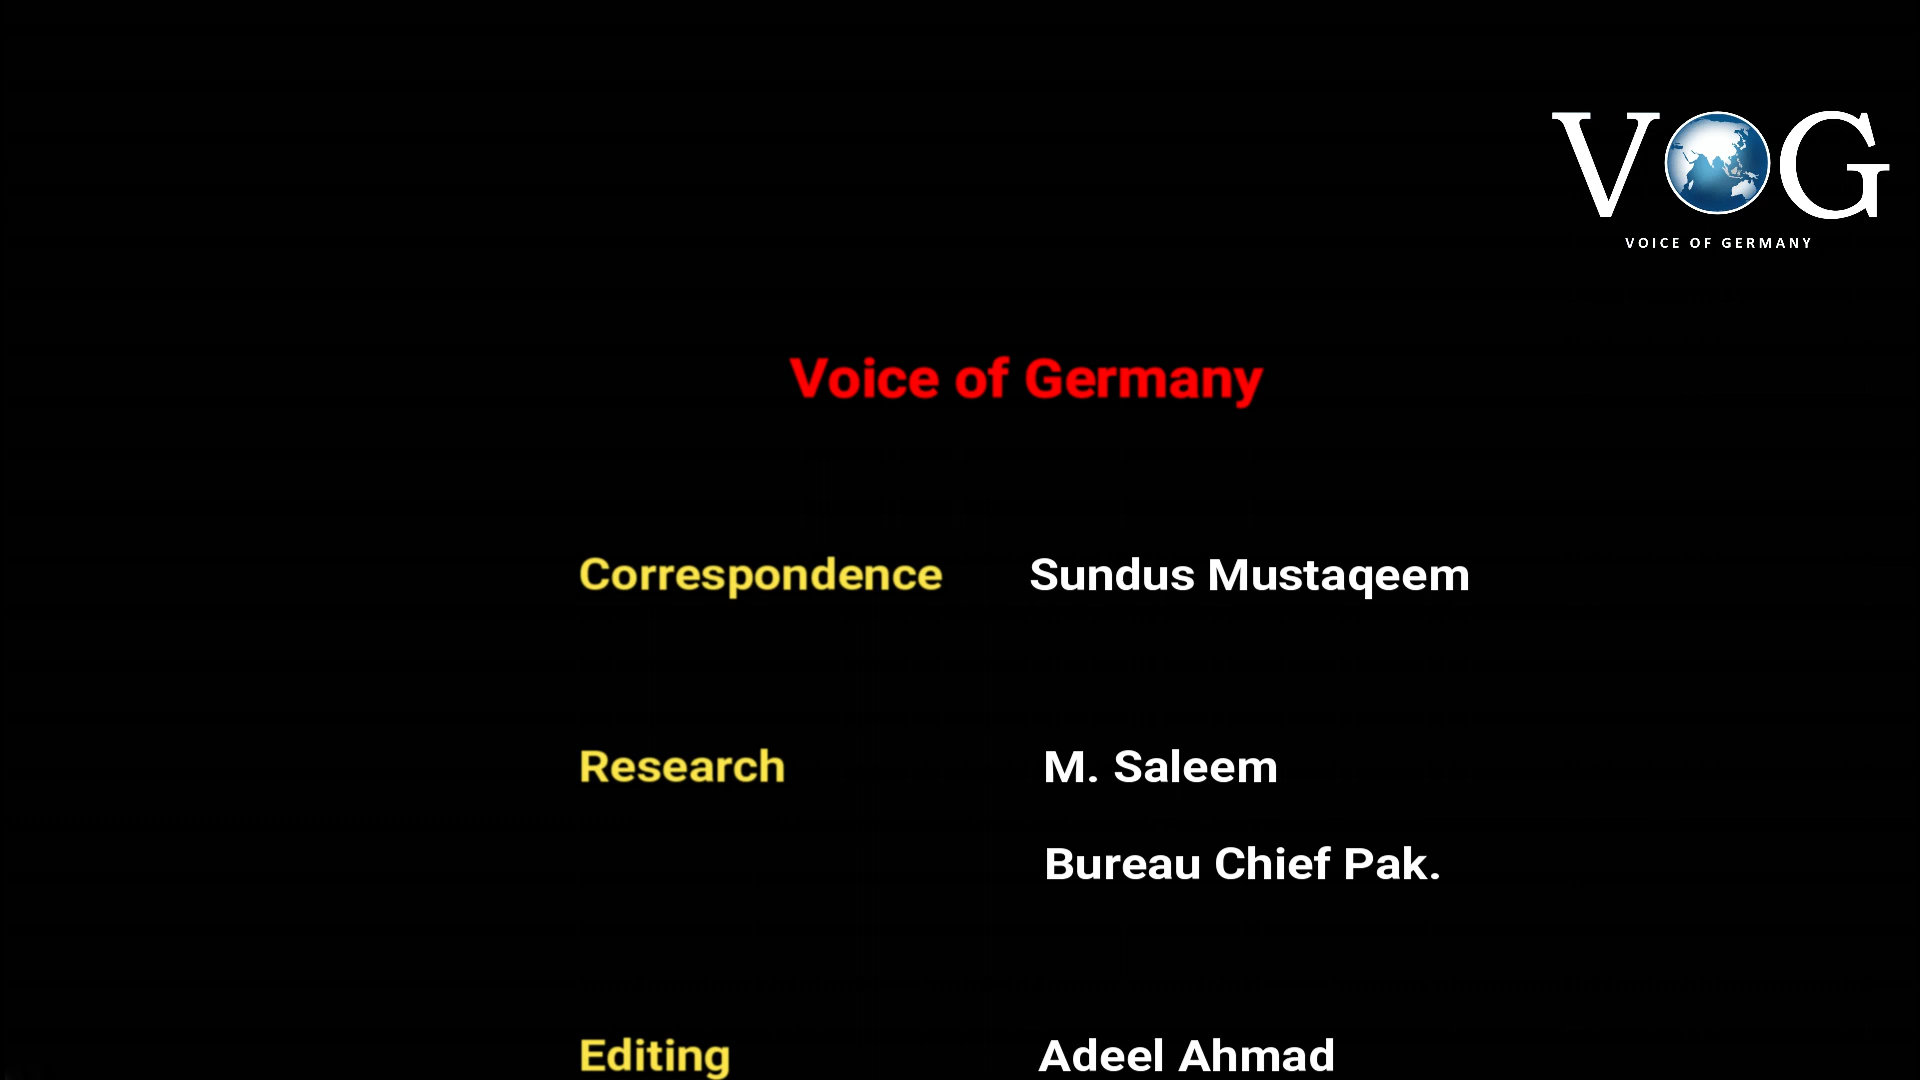 VOG
VOICE OF GERMANY
Voice of Germany
Correspondence Sundus Mustaqeem
Research M. Saleem
Bureau Chief Pak.
Editing Adeel Ahmad